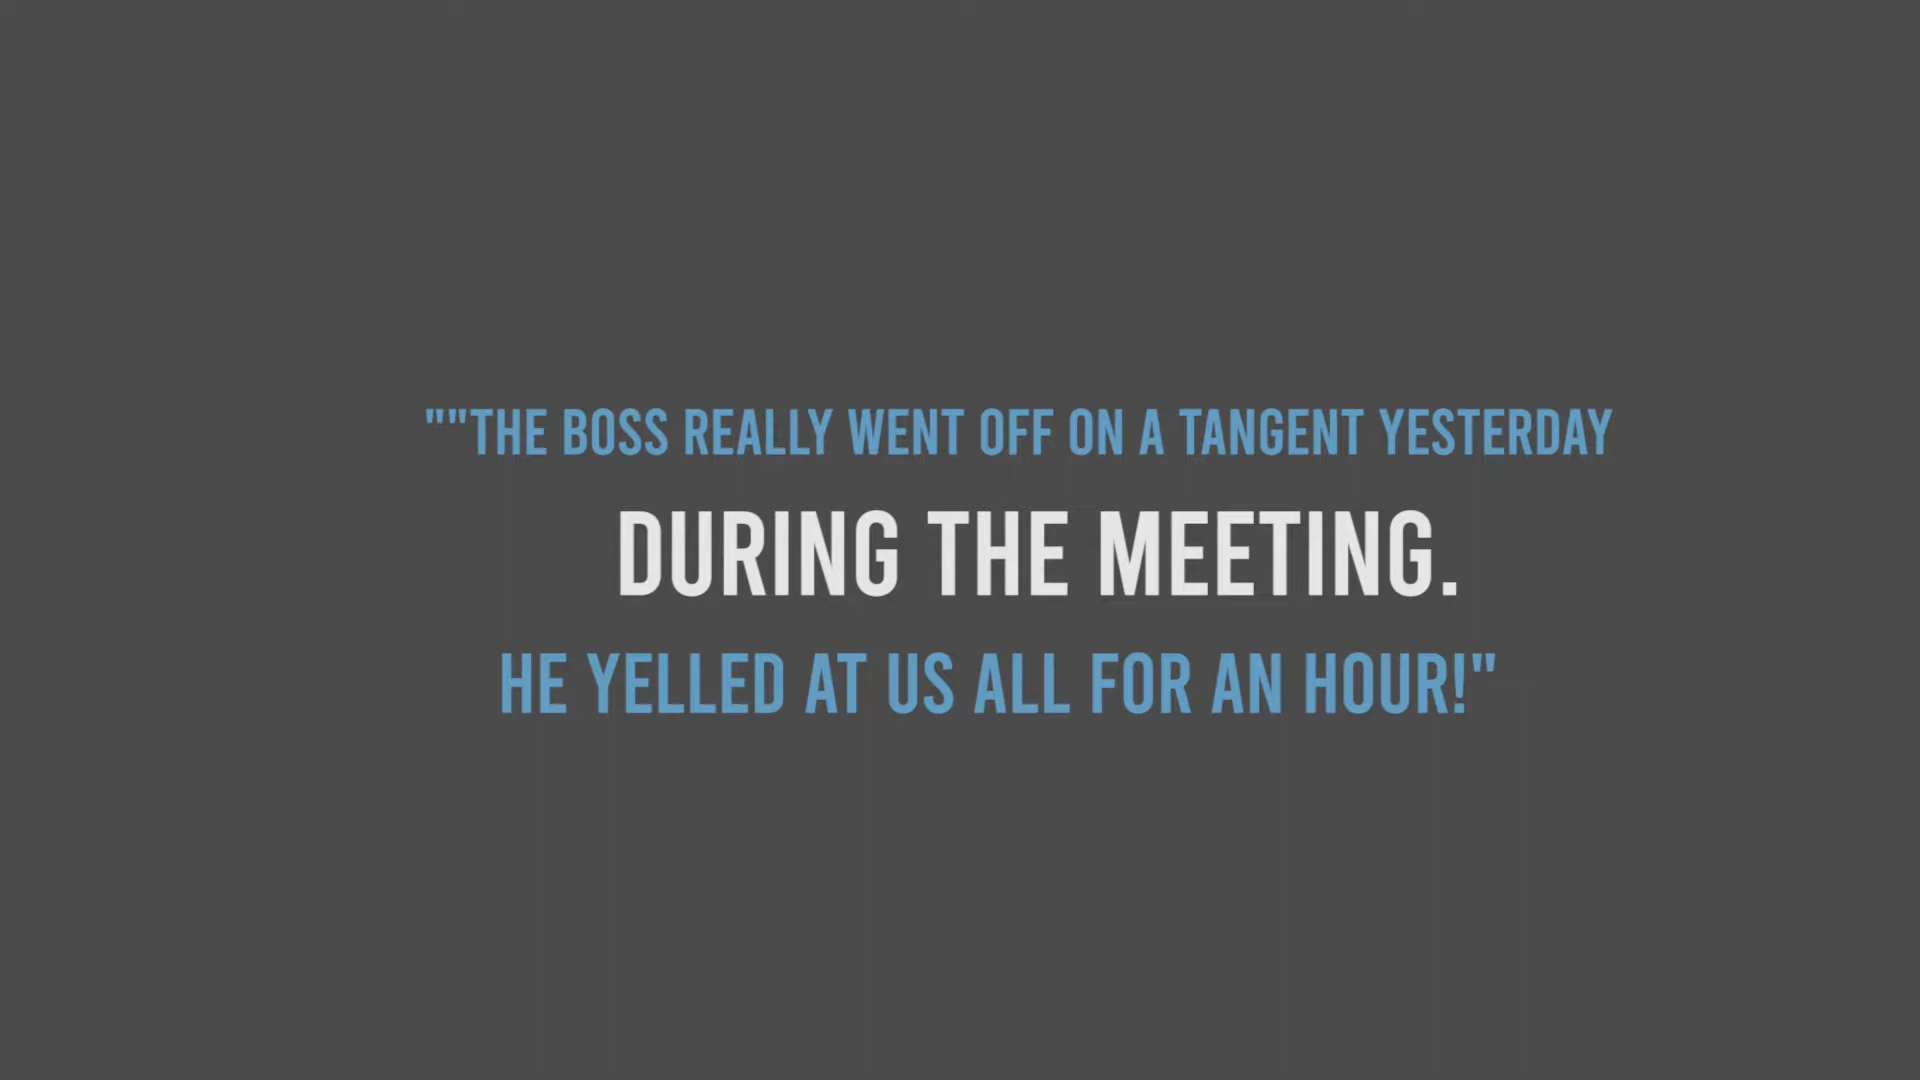 ""THE BOSS REALLY WENT OFF ON A TANGENT YESTERDAY
DURING THE MEETING.
HE YELLED AT US ALL FOR AN HOUR!"